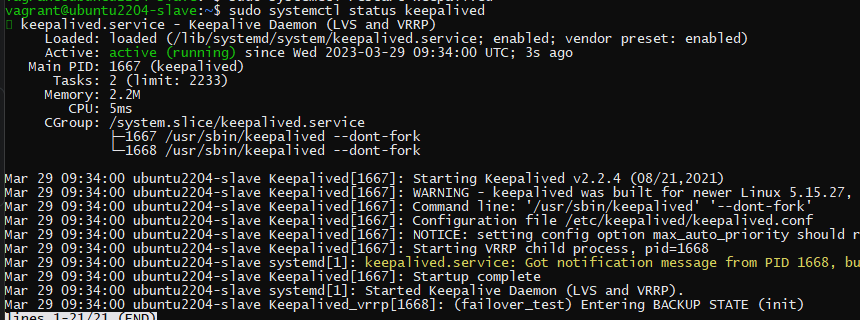 vagrant@ubuntu2204-slave:~$ sudo systemctl status keepalived
keepalived.service - Keepalive Daemon (LVS and VRRP)
Loaded: loaded (/lib/systemd/system/keepalived.service; enabled; vendor preset: enabled)
Active: active (running) since Wed 2023-03-29 09:34:00 UTC; 3s ago
Main PID: 1667 (keepalived)
Tasks: 2 (limit: 2233)
Memory: 2.2M
CPU: 5ms
CGroup: /system.slice/keepalived.service
├─1667 /usr/sbin/keepalived --dont-fork
└─1668 /usr/sbin/keepalived --dont-fork
Mar 29 09:34:00 ubuntu2204-slave Keepalived[1667]: Starting Keepalived v2.2.4 (08/21,2021)
Mar 29 09:34:00 ubuntu2204-slave Keepalived[1667]: WARNING - keepalived was built for newer Linux 5.15.27,
Mar 29 09:34:00 ubuntu2204-slave Keepalived[1667]: Command line: '/usr/sbin/keepalived' '--dont-fork'
Mar 29 09:34:00 ubuntu2204-slave Keepalived[1667]: Configuration file /etc/keepalived/keepalived.conf
Mar 29 09:34:00 ubuntu2204-slave Keepalived[1667]: NOTICE: setting config option max_auto_priority should r
Mar 29 09:34:00 ubuntu2204-slave Keepalived[1667]: Starting VRRP child process, pid=1668
Mar 29 09:34:00 ubuntu2204-slave systemd[1]: keepalived.service: Got notification message from PID 1668, bu
Mar 29 09:34:00 ubuntu2204-slave Keepalived[1667]: Startup complete
Mar 29 09:34:00 ubuntu2204-slave systemd[1]: Started Keepalive Daemon (LVS and VRRP).
Mar 29 09:34:00 ubuntu2204-slave Keepalived_vrrp[1668]: (failover_test) Entering BACKUP STATE (init)
lines 1-21/21 (END)